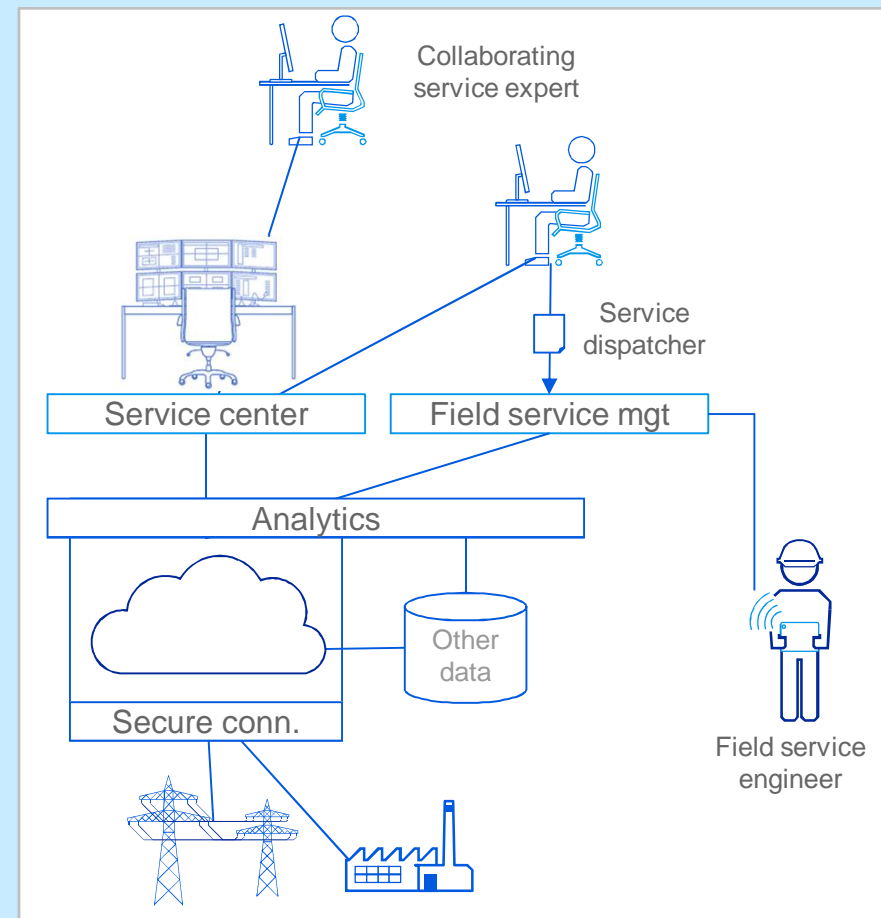 Collaborating
service expert
Service
dispatcher
Service center
Field service mgt
Analytics
Other
data
Secure conn.
Field service
engineer